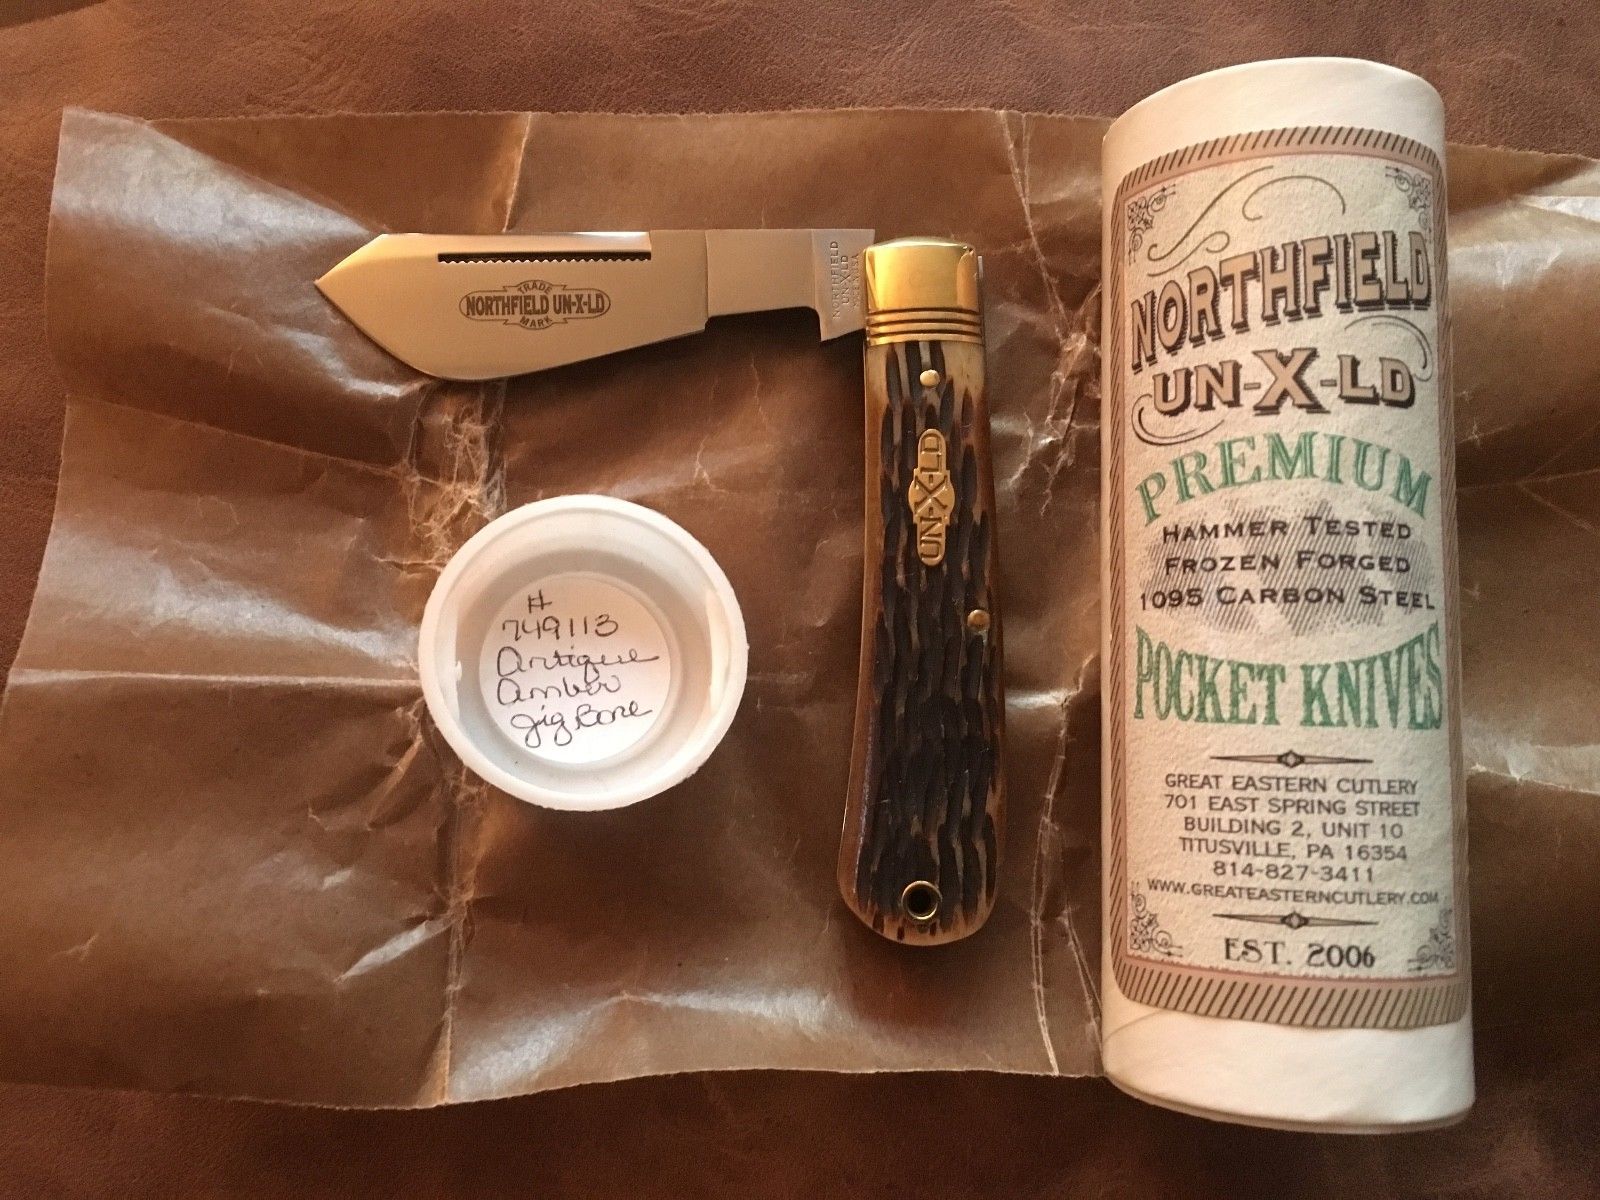 TRADE
NORTHFIELD UN-X-LD
MARK
NORTHFIELD
UN-X-LD
UN-X-LD
#
749113
Antique
Amber
Jig Bone
NORTHFIELD
UN-X-LD
PREMIUM
HAMMER TESTED
FROZEN FORGED
1095 CARBON STEEL
POCKET KNIVES
GREAT EASTERN CUTLERY
701 EAST SPRING STREET
BUILDING 2, UNIT 10
TITUSVILLE, PA 16354
814-827-3411
WWW.GREATEASTERNCUTLERY.COM
EST. 2006